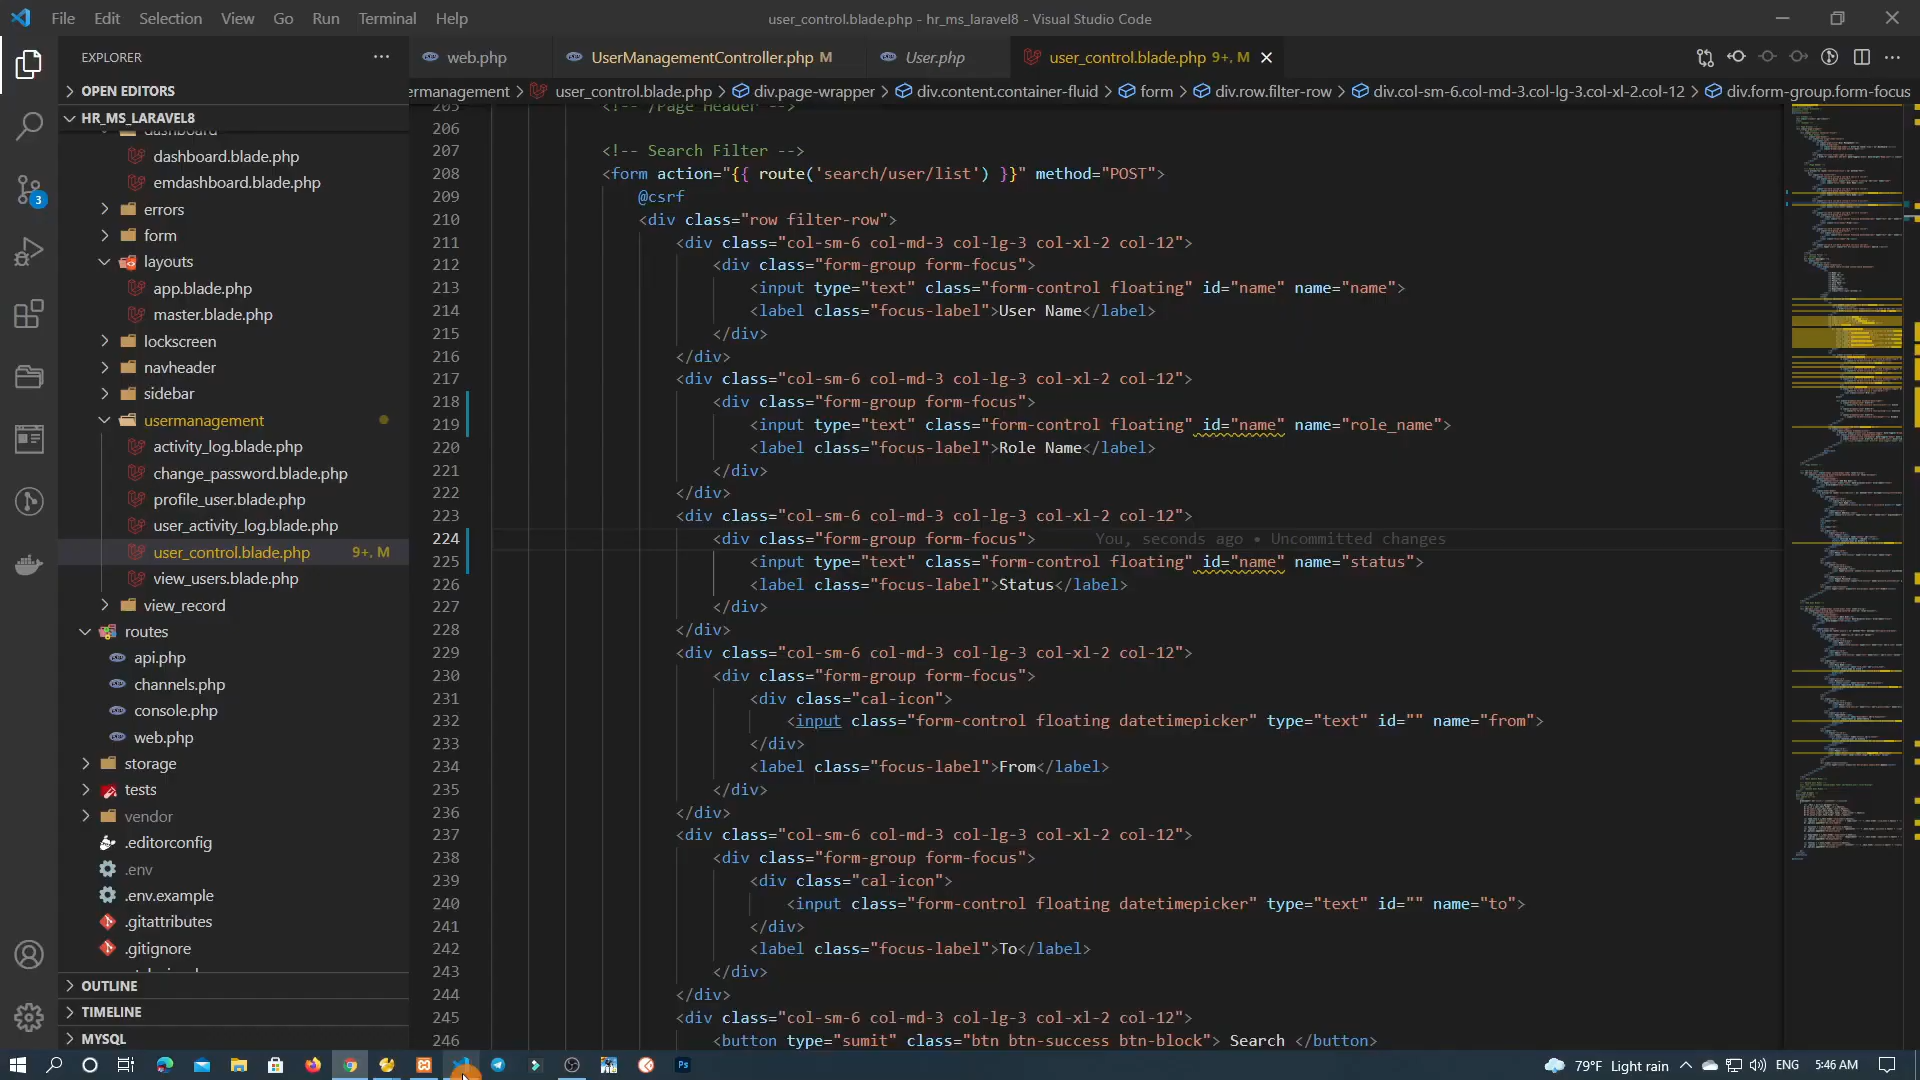 File Edit Selection View Go Run Terminal Help
user_control.blade.php - hr_ms_laravel8 - Visual Studio Code
EXPLORER
web.php
UserManagementController.php M
User.php
user_control.blade.php 9+, M
OPEN EDITORS
ermanagement > user_control.blade.php > div.page-wrapper > div.content.container-fluid > form > div.row.filter-row > div.col-sm-6.col-md-3.col-lg-3.col-xl-2.col-12 > div.form-group.form-focus
HR_MS_LARAVEL8
dashboard
dashboard.blade.php
emdashboard.blade.php
errors
form
layouts
app.blade.php
master.blade.php
lockscreen
navheader
sidebar
usermanagement
activity_log.blade.php
change_password.blade.php
profile_user.blade.php
user_activity_log.blade.php
user_control.blade.php 9+, M
view_users.blade.php
view_record
routes
api.php
channels.php
console.php
web.php
storage
tests
vendor
.editorconfig
.env
.env.example
.gitattributes
.gitignore
OUTLINE
TIMELINE
MYSQL
3
205 <!-- /Page Header -->
206
207 <!-- Search Filter -->
208 <form action="{{ route('search/user/list') }}" method="POST">
209 @csrf
210 <div class="row filter-row">
211 <div class="col-sm-6 col-md-3 col-lg-3 col-xl-2 col-12">
212 <div class="form-group form-focus">
213 <input type="text" class="form-control floating" id="name" name="name">
214 <label class="focus-label">User Name</label>
215 </div>
216 </div>
217 <div class="col-sm-6 col-md-3 col-lg-3 col-xl-2 col-12">
218 <div class="form-group form-focus">
219 <input type="text" class="form-control floating" id="name" name="role_name">
220 <label class="focus-label">Role Name</label>
221 </div>
222 </div>
223 <div class="col-sm-6 col-md-3 col-lg-3 col-xl-2 col-12">
224 <div class="form-group form-focus"> You, seconds ago • Uncommitted changes
225 <input type="text" class="form-control floating" id="name" name="status">
226 <label class="focus-label">Status</label>
227 </div>
228 </div>
229 <div class="col-sm-6 col-md-3 col-lg-3 col-xl-2 col-12">
230 <div class="form-group form-focus">
231 <div class="cal-icon">
232 <input class="form-control floating datetimepicker" type="text" id="" name="from">
233 </div>
234 <label class="focus-label">From</label>
235 </div>
236 </div>
237 <div class="col-sm-6 col-md-3 col-lg-3 col-xl-2 col-12">
238 <div class="form-group form-focus">
239 <div class="cal-icon">
240 <input class="form-control floating datetimepicker" type="text" id="" name="to">
241 </div>
242 <label class="focus-label">To</label>
243 </div>
244 </div>
245 <div class="col-sm-6 col-md-3 col-lg-3 col-xl-2 col-12">
246 <button type="sumit" class="btn btn-success btn-block"> Search </button>
Ps
79°F Light rain
ENG
5:46 AM